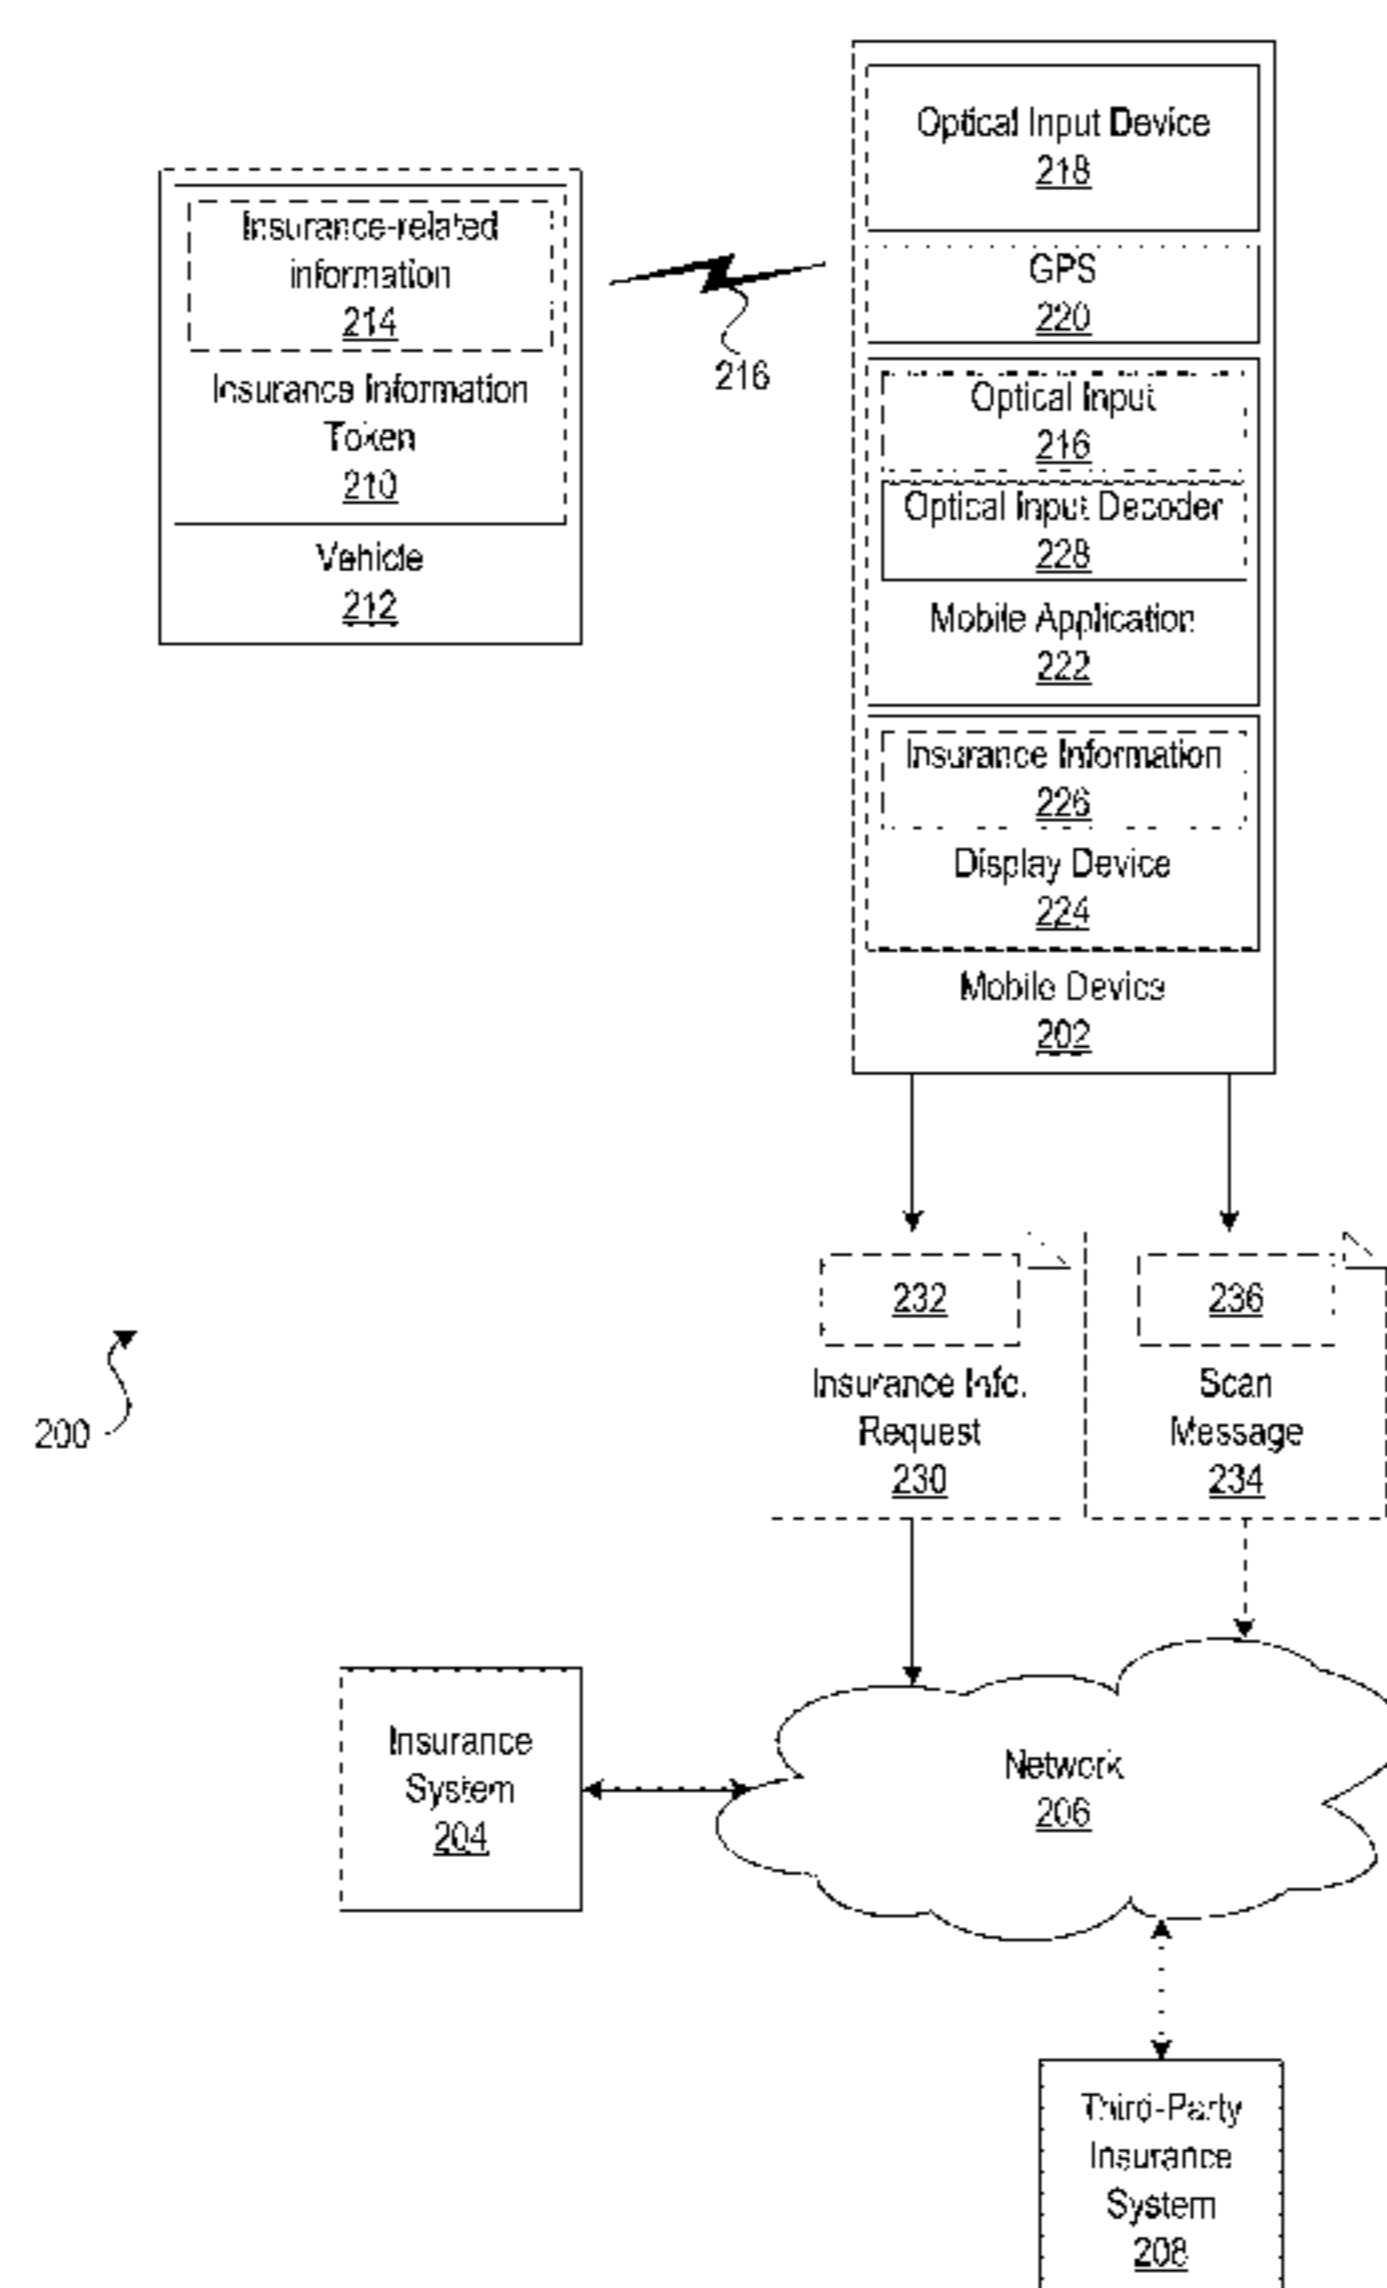 Optical Input Device
218
GPS
220
Optical Input
216
Optical Input Decoder
228
Mobile Application
222
Insurance Information
226
Display Device
224
Mobile Device
202
Insurance-related
information
214
Insurance Information
Token
210
Vehicle
212
216
232
Insurance Info.
Request
230
236
Scan
Message
234
200
Insurance
System
204
Network
206
Third-Party
Insurance
System
208